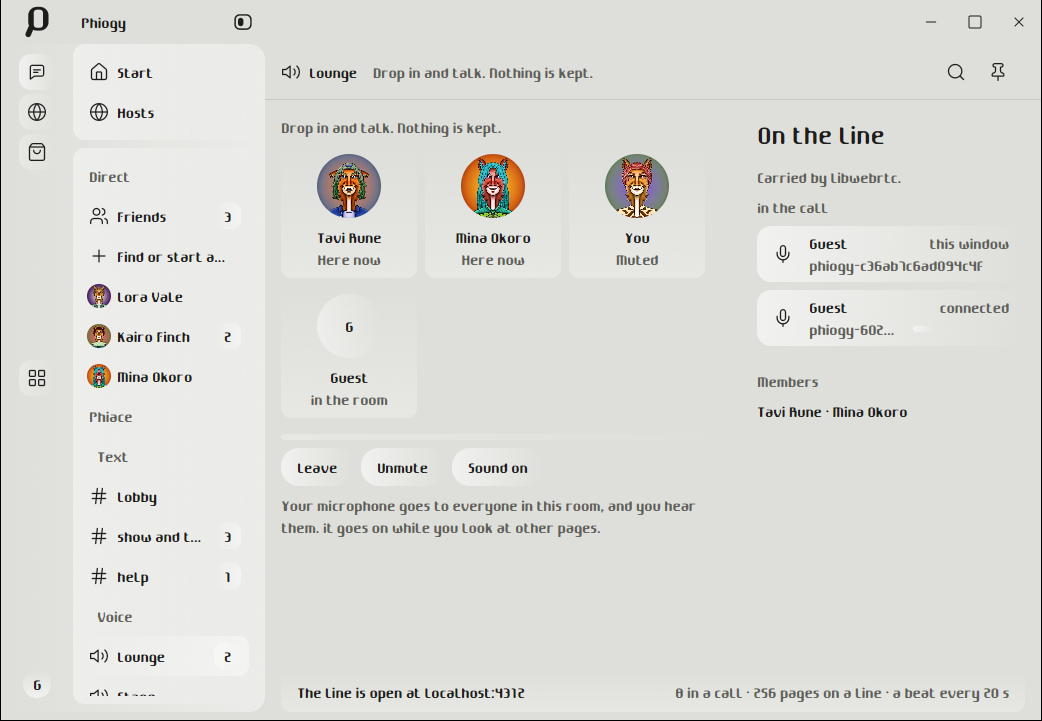 Phiogy
Start
Hosts
Direct
Friends 3
Find or start a...
Lora Vale
Kairo Finch 2
Mina Okoro
Phiace
Text
Lobby
show and t... 3
help 1
Voice
Lounge 2
G
Lounge Drop in and talk. Nothing is kept.
Drop in and talk. Nothing is kept.
Tavi Rune
Here now
Mina Okoro
Here now
You
Muted
G
Guest
in the room
Leave Unmute Sound on
Your microphone goes to everyone in this room, and you hear
them. it goes on while you look at other pages.
On the Line
Carried by Libwebrtc.
in the call
Guest this window
phiogy-c36ab7c6ad094c4f
Guest connected
phiogy-602...
Members
Tavi Rune · Mina Okoro
The Line is open at Localhost:4312
0 in a call · 256 pages on a line · a beat every 20 s